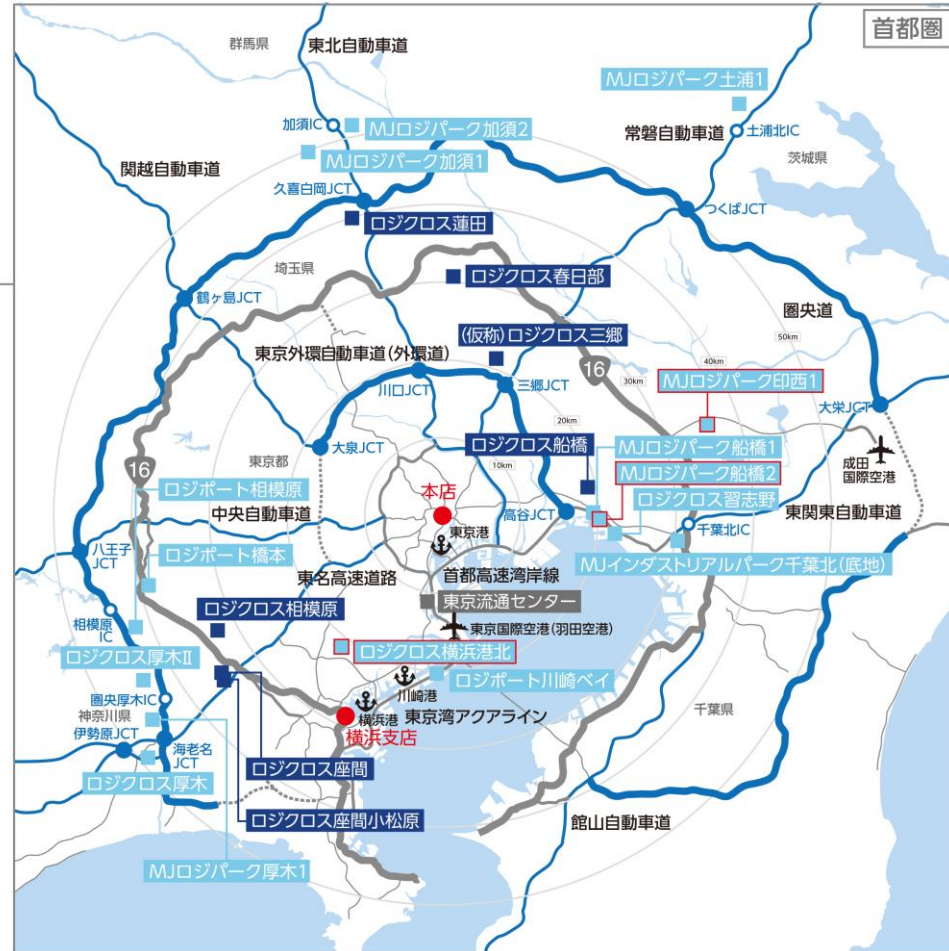 首都圏
群馬県
東北自動車道
MJロジパーク土浦1
加須IC
MJロジパーク加須2
常磐自動車道
土浦北IC
MJロジパーク加須1
関越自動車道
茨城県
久喜白岡JCT
つくばJCT
ロジクロス蓮田
埼玉県
ロジクロス春日部
鶴ヶ島JCT
圏央道
(仮称)ロジクロス三郷
50km
東京外環自動車道(外環道)
40km
16
川口JCT
三郷JCT
30km
MJロジパーク印西1
大栄JCT
20km
大泉JCT
ロジクロス船橋
MJロジパーク船橋1
成田
国際空港
16
東京都
10km
MJロジパーク船橋2
ロジポート相模原
本店
ロジクロス習志野
中央自動車道
高谷JCT
東関東自動車道
千葉北IC
東京港
八王子
JCT
ロジポート橋本
MJインダストリアルパーク千葉北(底地)
東名高速道路
首都高速湾岸線
ロジクロス相模原
東京流通センター
相模原
IC
東京国際空港(羽田空港)
ロジクロス厚木Ⅱ
ロジクロス横浜港北
川崎港
ロジポート川崎ベイ
圏央厚木IC
神奈川県
横浜港
東京湾アクアライン
千葉県
伊勢原JCT
横浜支店
海老名
JCT
ロジクロス座間
ロジクロス厚木
ロジクロス座間小松原
館山自動車道
MJロジパーク厚木1